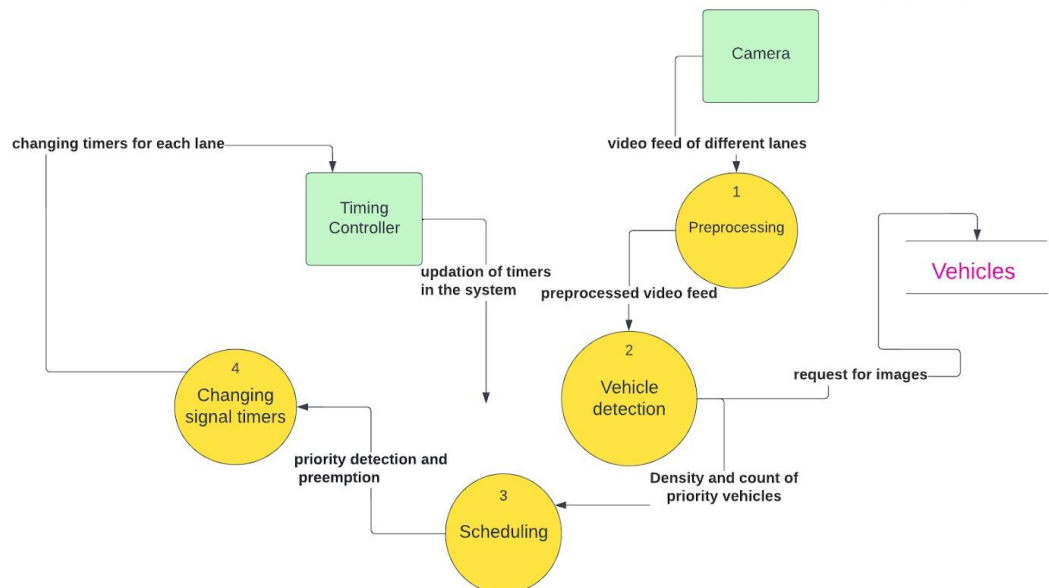 Camera
changing timers for each lane
video feed of different lanes
1
Preprocessing
Timing
Controller
updation of timers
in the system
preprocessed video feed
Vehicles
2
Vehicle
detection
request for images
4
Changing
signal timers
priority detection and
preemption
Density and count of
priority vehicles
3
Scheduling